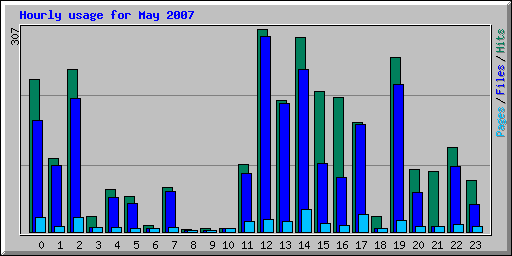 Hourly usage for May 2007
307
Pages / Files / Hits
0 1 2 3 4 5 6 7 8 9 10 11 12 13 14 15 16 17 18 19 20 21 22 23